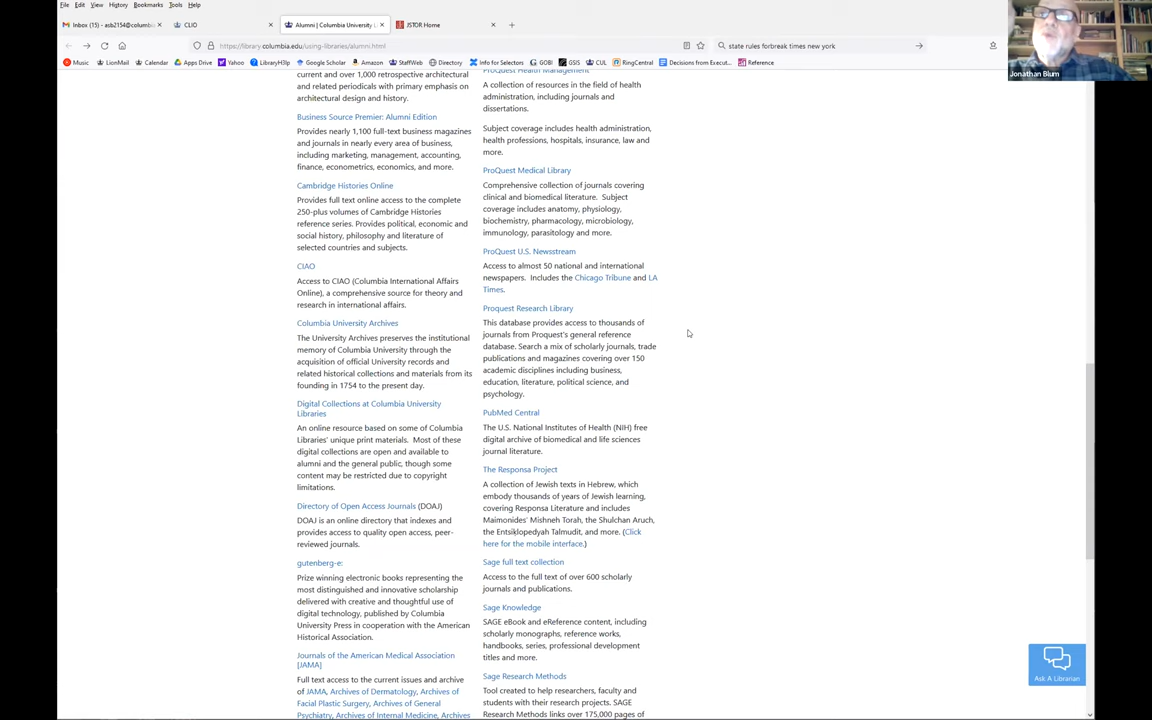 File Edit View History Bookmarks Tools Help
Inbox (15) - asb2154@columbi
CLIO
Alumni | Columbia University L
JSTOR Home
https://library.columbia.edu/using-libraries/alumni.html
state rules forbreak times new york
Music LionMail Calendar Apps Drive Yahoo LibraryH3lp Google Scholar Amazon StaffWeb Directory Info for Selectors GOBI GSIS CUL RingCentral Decisions from Execut... Reference
Jonathan Blum
current and over 1,000 retrospective architectural
and related periodicals with primary emphasis on
architectural design and history.
Business Source Premier: Alumni Edition
Provides nearly 1,100 full-text business magazines
and journals in nearly every area of business,
including marketing, management, accounting,
finance, econometrics, economics, and more.
Cambridge Histories Online
Provides full text online access to the complete
250-plus volumes of Cambridge Histories
reference series. Provides political, economic and
social history, philosophy and literature of
selected countries and subjects.
CIAO
Access to CIAO (Columbia International Affairs
Online), a comprehensive source for theory and
research in international affairs.
Columbia University Archives
The University Archives preserves the institutional
memory of Columbia University through the
acquisition of official University records and
related historical collections and materials from its
founding in 1754 to the present day.
Digital Collections at Columbia University
Libraries
An online resource based on some of Columbia
Libraries' unique print materials. Most of these
digital collections are open and available to
alumni and the general public, though some
content may be restricted due to copyright
limitations.
Directory of Open Access Journals (DOAJ)
DOAJ is an online directory that indexes and
provides access to quality open access, peer-
reviewed journals.
gutenberg-e:
Prize winning electronic books representing the
most distinguished and innovative scholarship
delivered with creative and thoughtful use of
digital technology, published by Columbia
University Press in cooperation with the American
Historical Association.
Journals of the American Medical Association
[JAMA]
Full text access to the current issues and archive
of JAMA, Archives of Dermatology, Archives of
Facial Plastic Surgery, Archives of General
Psychiatry, Archives of Internal Medicine, Archives
ProQuest Health Management
A collection of resources in the field of health
administration, including journals and
dissertations.
Subject coverage includes health administration,
health professions, hospitals, insurance, law and
more.
ProQuest Medical Library
Comprehensive collection of journals covering
clinical and biomedical literature. Subject
coverage includes anatomy, physiology,
biochemistry, pharmacology, microbiology,
immunology, parasitology and more.
ProQuest U.S. Newsstream
Access to almost 50 national and international
newspapers. Includes the Chicago Tribune and LA
Times.
Proquest Research Library
This database provides access to thousands of
journals from Proquest's general reference
database. Search a mix of scholarly journals, trade
publications and magazines covering over 150
academic disciplines including business,
education, literature, political science, and
psychology.
PubMed Central
The U.S. National Institutes of Health (NIH) free
digital archive of biomedical and life sciences
journal literature.
The Responsa Project
A collection of Jewish texts in Hebrew, which
embody thousands of years of Jewish learning,
covering Responsa Literature and includes
Maimonides' Mishneh Torah, the Shulchan Aruch,
the Entsiḳlopedyah Talmudit, and more. (Click
here for the mobile interface.)
Sage full text collection
Access to the full text of over 600 scholarly
journals and publications.
Sage Knowledge
SAGE eBook and eReference content, including
scholarly monographs, reference works,
handbooks, series, professional development
titles and more.
Sage Research Methods
Tool created to help researchers, faculty and
students with their research projects. SAGE
Research Methods links over 175,000 pages of
Ask A Librarian